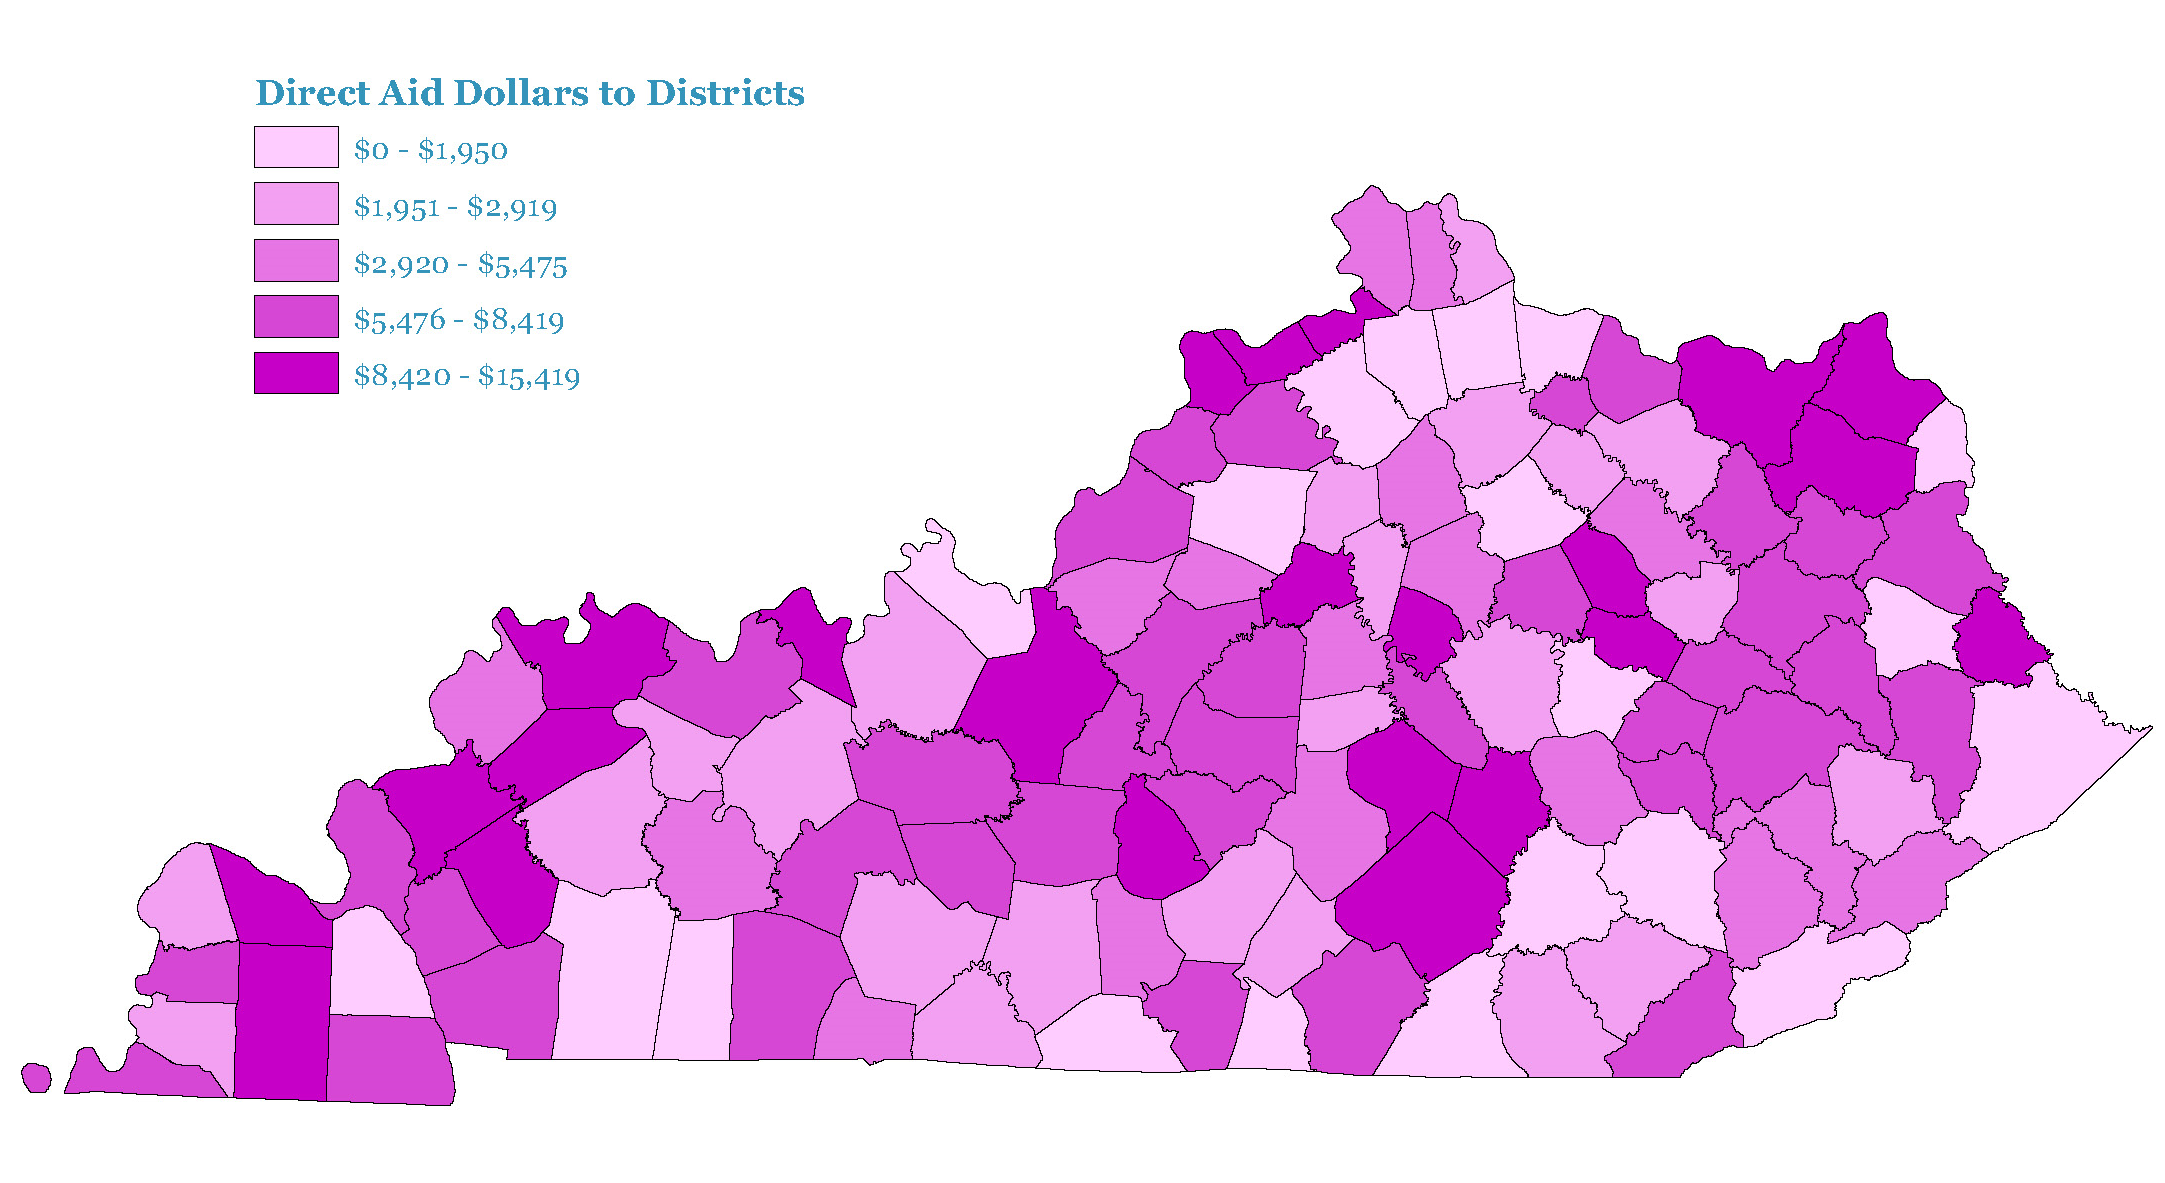 Direct Aid Dollars to Districts
$0 - $1,950
$1,951 - $2,919
$2,920 - $5,475
$5,476 - $8,419
$8,420 - $15,419